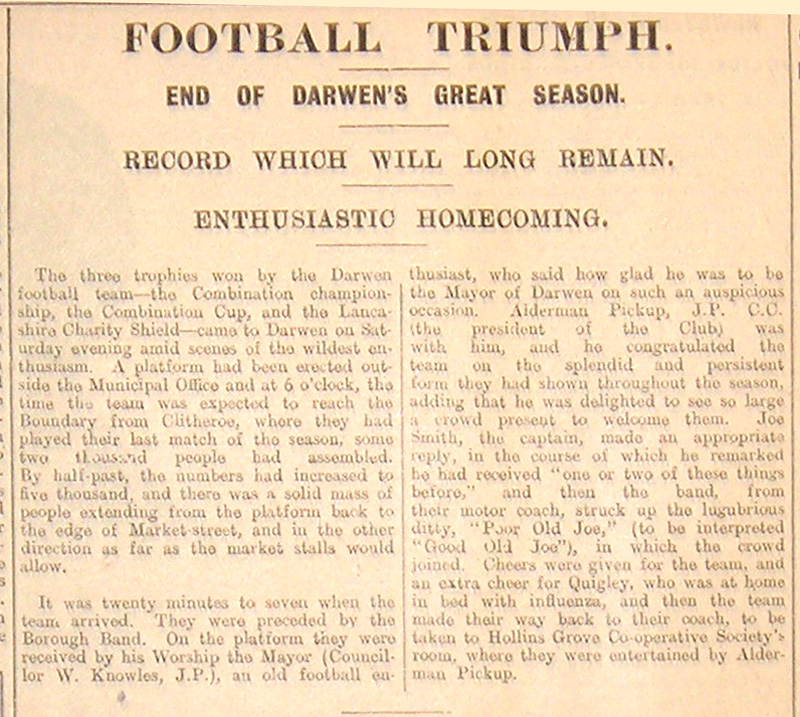 FOOTBALL TRIUMPH.
END OF DARWEN'S GREAT SEASON.
RECORD WHICH WILL LONG REMAIN.
ENTHUSIASTIC HOMECOMING.
The three trophies won by the Darwen
football team—the Combination champion-
ship, the Combination Cup, and the Lanca-
shire Charity Shield—came to Darwen on Sat-
urday evening amid scenes of the wildest en-
thusiasm. A platform had been erected out-
side the Municipal Office and at 6 o'clock, the
time the team was expected to reach the
Boundary from Clitheroe, where they had
played their last match of the season, some
two thousand people had assembled.
By half-past, the numbers had increased to
five thousand, and there was a solid mass of
people extending from the platform back to
the edge of Market-street, and in the other
direction as far as the market stalls would
allow.
It was twenty minutes to seven when the
team arrived. They were preceded by the
Borough Band. On the platform they were
received by his Worship the Mayor (Council-
lor W. Knowles, J.P.), an old football en-
thusiast, who said how glad he was to be
the Mayor of Darwen on such an auspicious
occasion. Alderman Pickup, J.P. C.C.
(the president of the Club) was
with him, and he congratulated the
team on the splendid and persistent
form they had shown throughout the season,
adding that he was delighted to see so large
a crowd present to welcome them. Joe
Smith, the captain, made an appropriate
reply, in the course of which he remarked
he had received "one or two of these things
before," and then the band, from
their motor coach, struck up the lugubrious
ditty, "Poor Old Joe," (to be interpreted
"Good Old Joe"), in which the crowd
joined. Cheers were given for the team, and
an extra cheer for Quigley, who was at home
in bed with influenza, and then the team
made their way back to their coach, to be
taken to Hollins Grove Co-operative Society's
room, where they were entertained by Alder-
man Pickup.